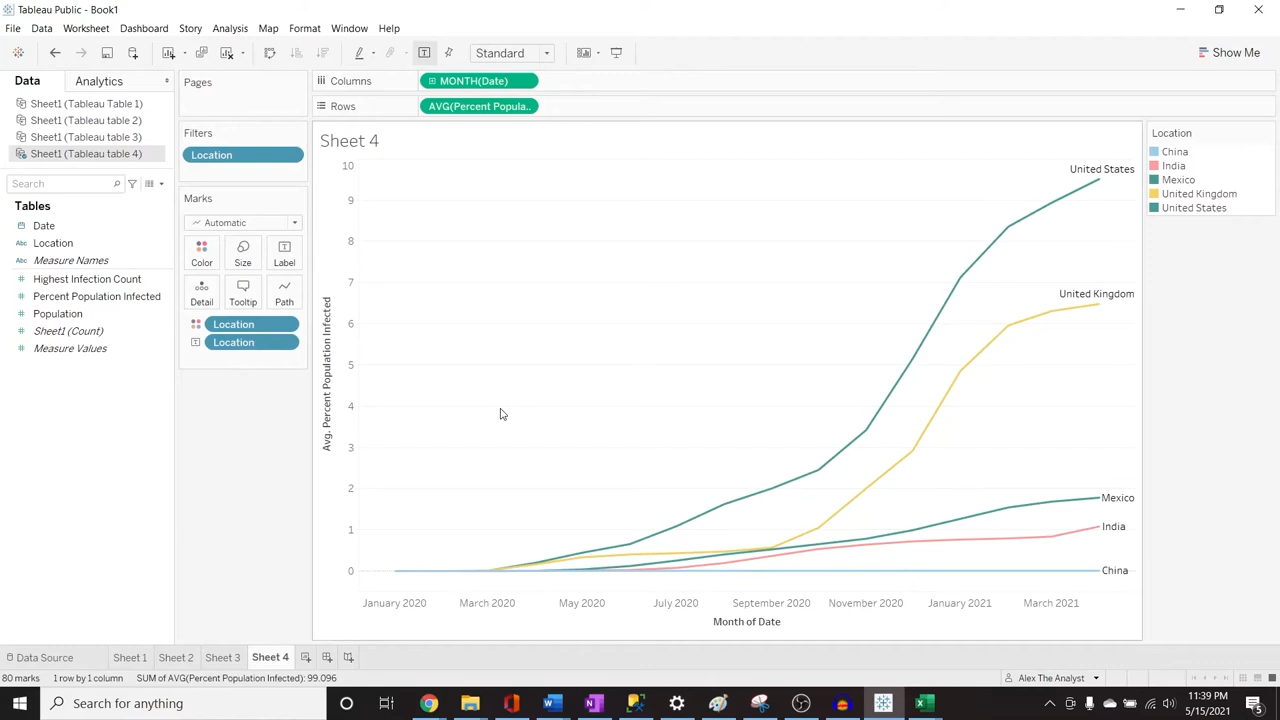 Tableau Public - Book1
File Data Worksheet Dashboard Story Analysis Map Format Window Help
Standard
Show Me
Data Analytics
Sheet1 (Tableau Table 1)
Sheet1 (Tableau table 2)
Sheet1 (Tableau table 3)
Sheet1 (Tableau table 4)
Search
Tables
Date
Abc Location
Abc Measure Names
Highest Infection Count
Percent Population Infected
Population
Sheet1 (Count)
Measure Values
Pages
Filters
Location
Marks
Automatic
Color Size Label
Detail Tooltip Path
Location
Location
Columns MONTH(Date)
Rows AVG(Percent Popula..
Sheet 4
10
9
8
7
6
5
4
3
2
1
0
Avg. Percent Population Infected
United States
United Kingdom
Mexico
India
China
January 2020 March 2020 May 2020 July 2020 September 2020 November 2020 January 2021 March 2021
Month of Date
Location
China
India
Mexico
United Kingdom
United States
Data Source Sheet 1 Sheet 2 Sheet 3 Sheet 4
80 marks 1 row by 1 column SUM of AVG(Percent Population Infected): 99.096
Alex The Analyst
Search for anything
11:39 PM
5/15/2021
5